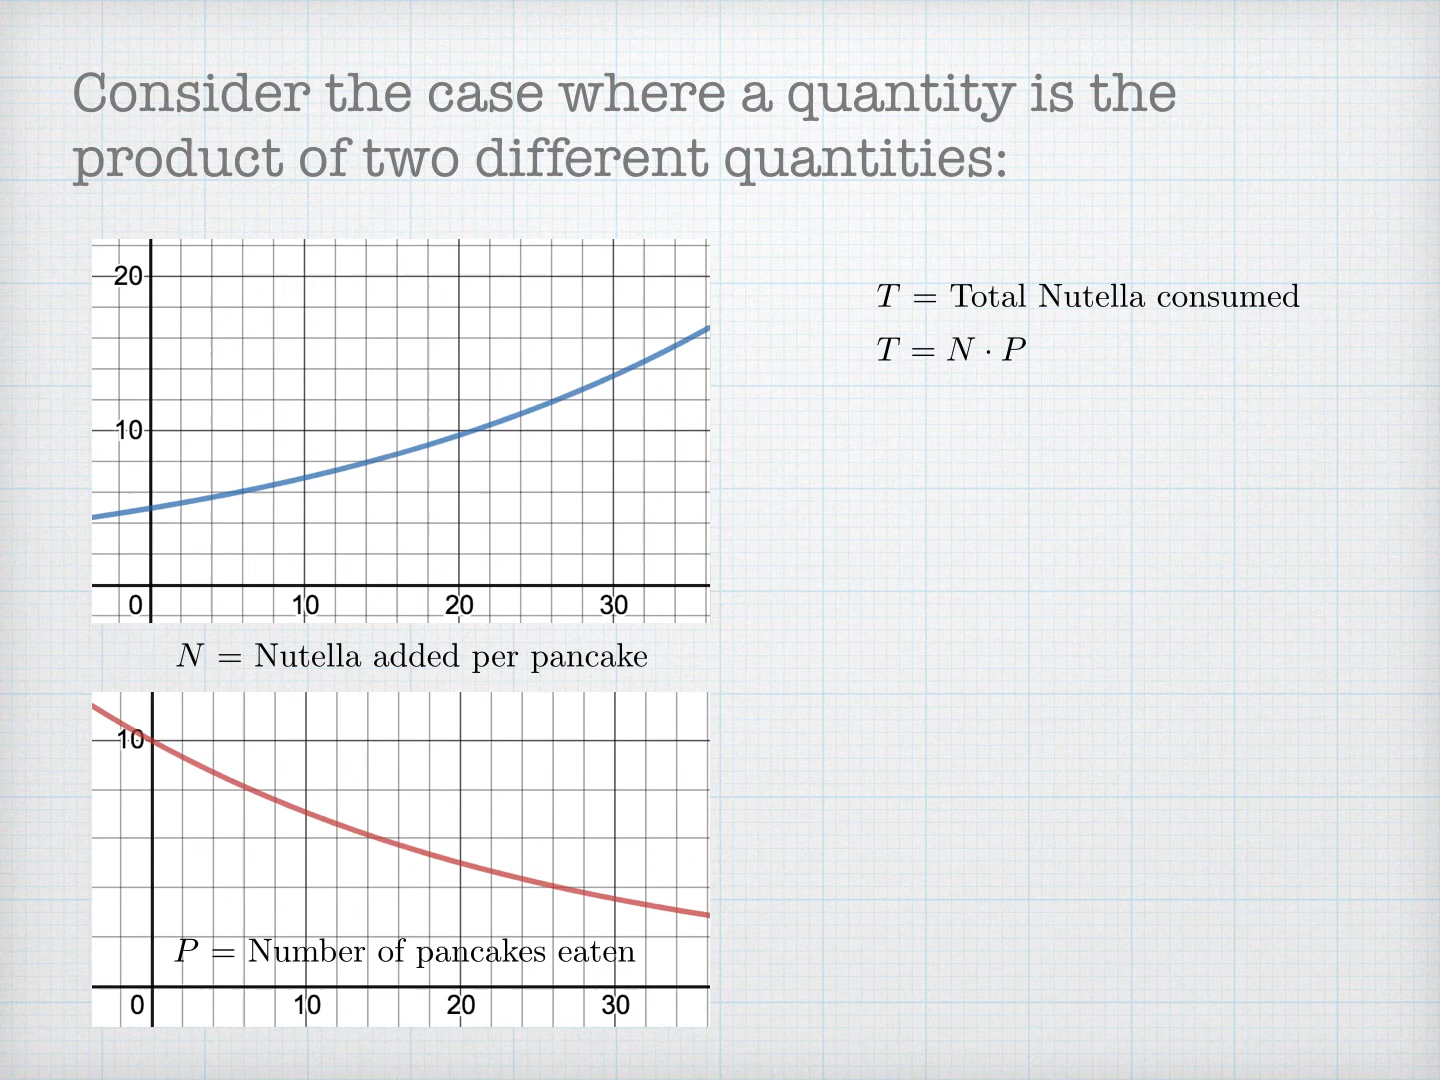 Consider the case where a quantity is the
product of two different quantities:
20
10
0 10 20 30
N = Nutella added per pancake
10
P = Number of pancakes eaten
0 10 20 30
T = Total Nutella consumed
T = N · P